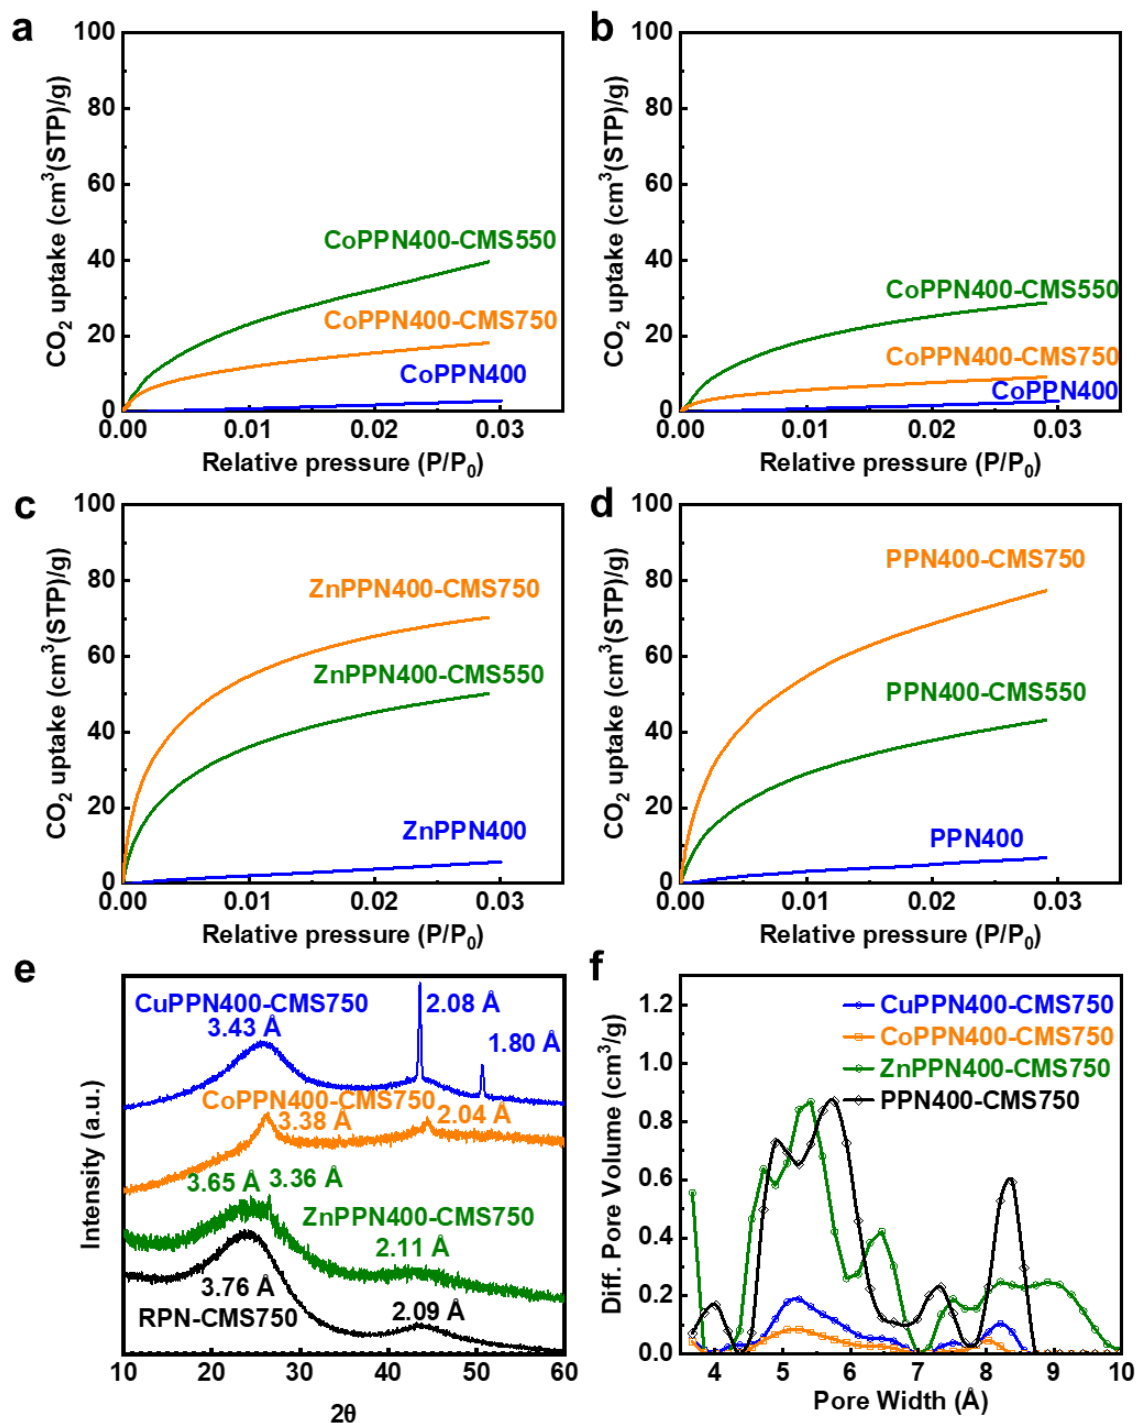 a
100
80
60
40
20
0
CO2 uptake (cm3(STP)/g)
CoPPN400-CMS550
CoPPN400-CMS750
CoPPN400
0.00 0.01 0.02 0.03
Relative pressure (P/P0)
b
100
80
60
40
20
0
CO2 uptake (cm3(STP)/g)
CoPPN400-CMS550
CoPPN400-CMS750
CoPPN400
0.00 0.01 0.02 0.03
Relative pressure (P/P0)
c
100
80
60
40
20
0
CO2 uptake (cm3(STP)/g)
ZnPPN400-CMS750
ZnPPN400-CMS550
ZnPPN400
0.00 0.01 0.02 0.03
Relative pressure (P/P0)
d
100
80
60
40
20
0
CO2 uptake (cm3(STP)/g)
PPN400-CMS750
PPN400-CMS550
PPN400
0.00 0.01 0.02 0.03
Relative pressure (P/P0)
e
Intensity (a.u.)
CuPPN400-CMS750
2.08 Å
3.43 Å
1.80 Å
CoPPN400-CMS750
3.38 Å
2.04 Å
3.65 Å
3.36 Å
ZnPPN400-CMS750
2.11 Å
3.76 Å
RPN-CMS750
2.09 Å
10 20 30 40 50 60
2θ
f
1.2
1.0
0.8
0.6
0.4
0.2
0.0
Diff. Pore Volume (cm3/g)
CuPPN400-CMS750
CoPPN400-CMS750
ZnPPN400-CMS750
PPN400-CMS750
4 5 6 7 8 9 10
Pore Width (Å)